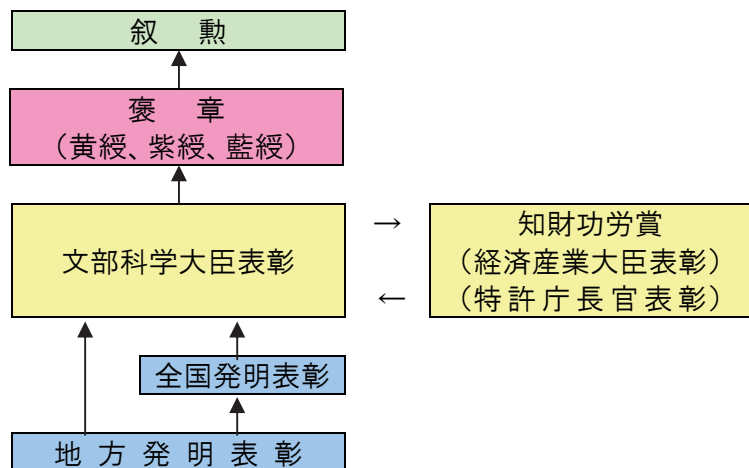 叙　勲
褒　章
（黄綬、紫綬、藍綬）
文部科学大臣表彰
→
←
知財功労賞
（経済産業大臣表彰）
（特許庁長官表彰）
全国発明表彰
地方発明表彰